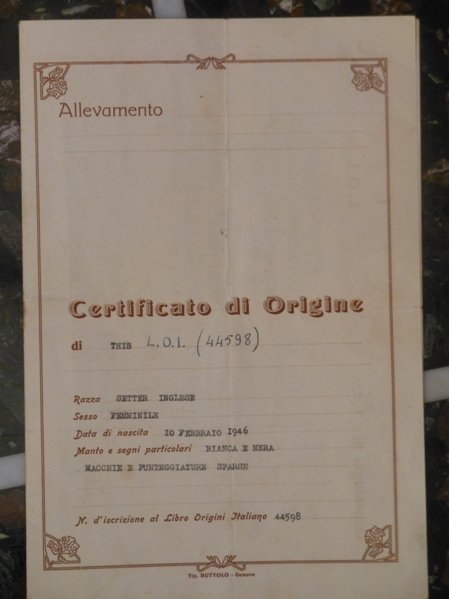 Allevamento
Certificato di Origine
di THIS L.O.I. (44598)
Razza SETTER INGLESE
Sesso FEMMINILE
Data di nascita 10 FEBBRAIO 1946
Manto e segni particolari BIANCA E NERA
MACCHIE E PUNTEGGIATURE SPARSE
N. d'iscrizione al Libro Origini Italiano 44598
Tip. BUTTOLO - Genova